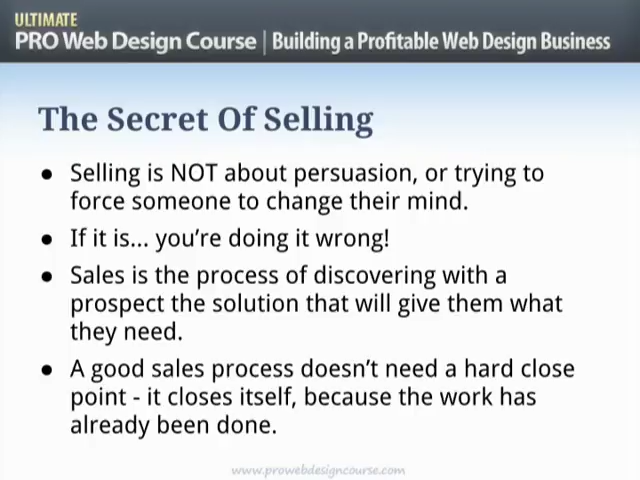 ULTIMATE
PRO Web Design Course | Building a Profitable Web Design Business
The Secret Of Selling
● Selling is NOT about persuasion, or trying to
force someone to change their mind.
● If it is... you're doing it wrong!
● Sales is the process of discovering with a
prospect the solution that will give them what
they need.
● A good sales process doesn't need a hard close
point - it closes itself, because the work has
already been done.
www.prowebdesigncourse.com